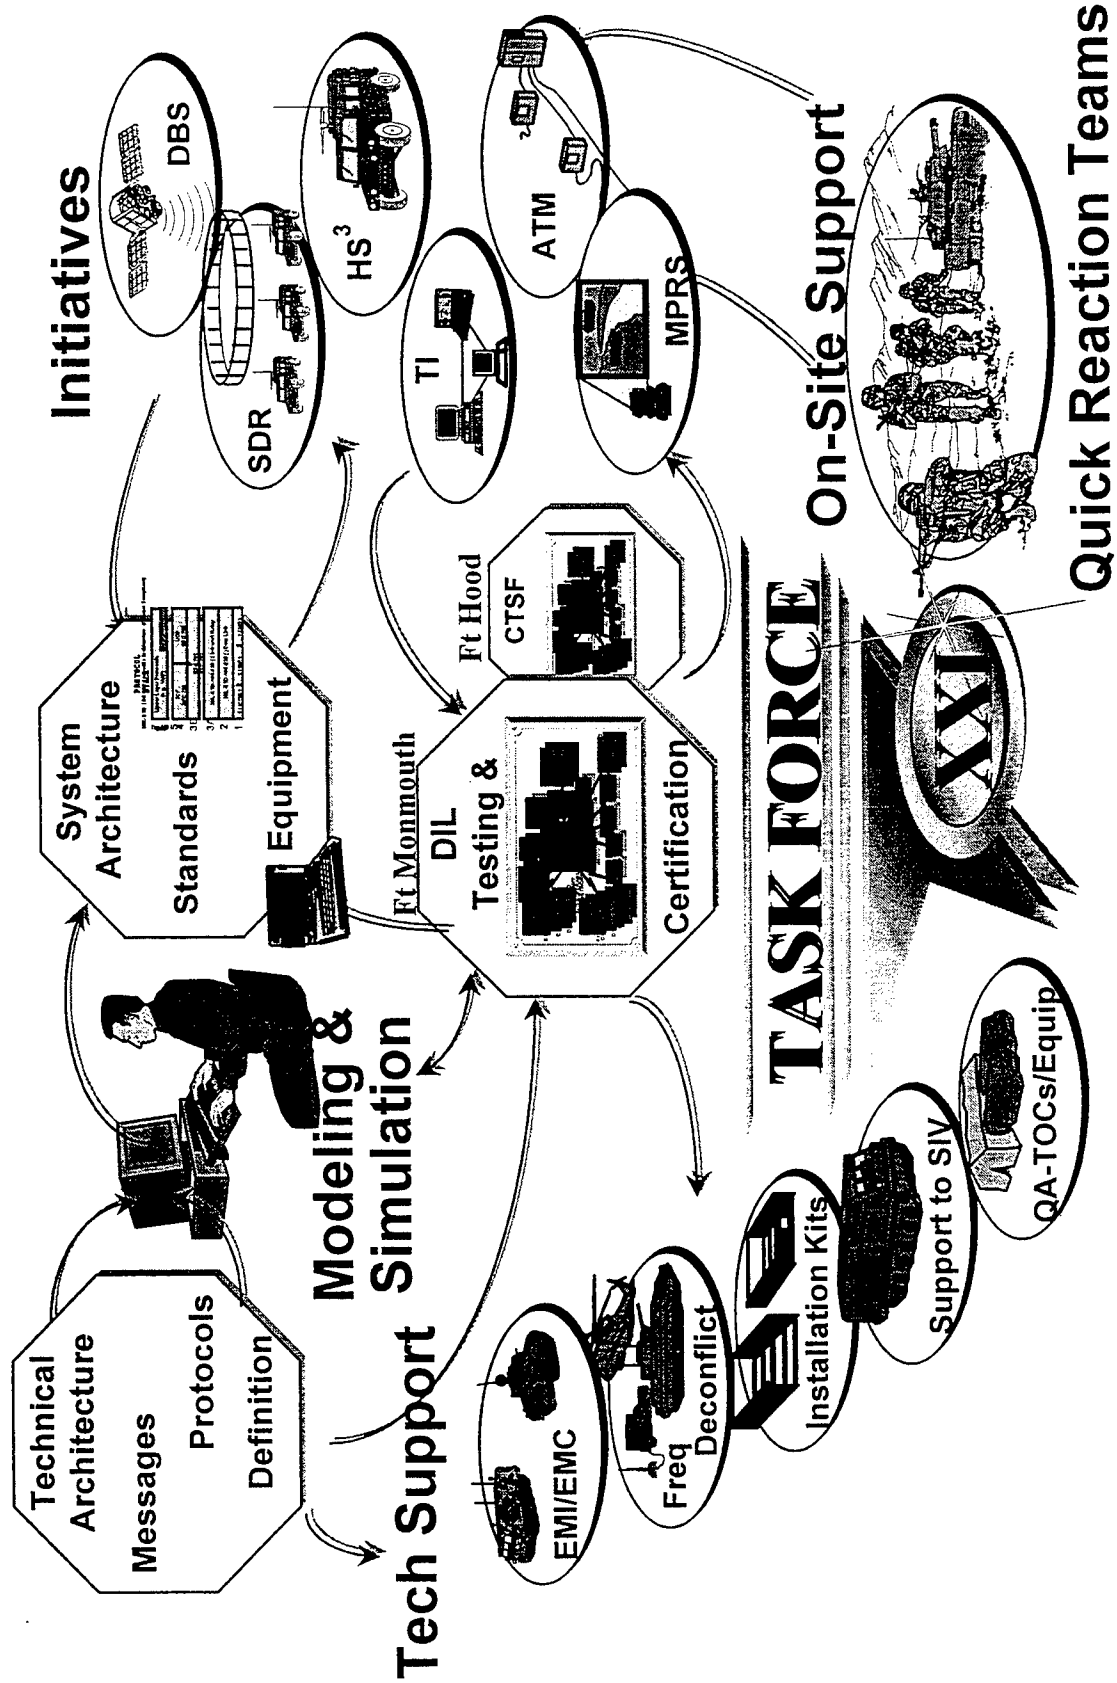 Technical
Architecture
Messages
Protocols
Definition
System
Architecture
Standards
Equipment
PROTOCOL
Initiatives
DBS
SDR
HS³
TI
ATM
MPRS
Modeling &
Simulation
Ft Monmouth
DIL
Testing &
Certification
Ft Hood
CTSF
Tech Support
EMI/EMC
Freq
Deconflict
Installation Kits
Support to SIV
QA-TOCs/Equip
TASK FORCE
XXI
On-Site Support
Quick Reaction Teams